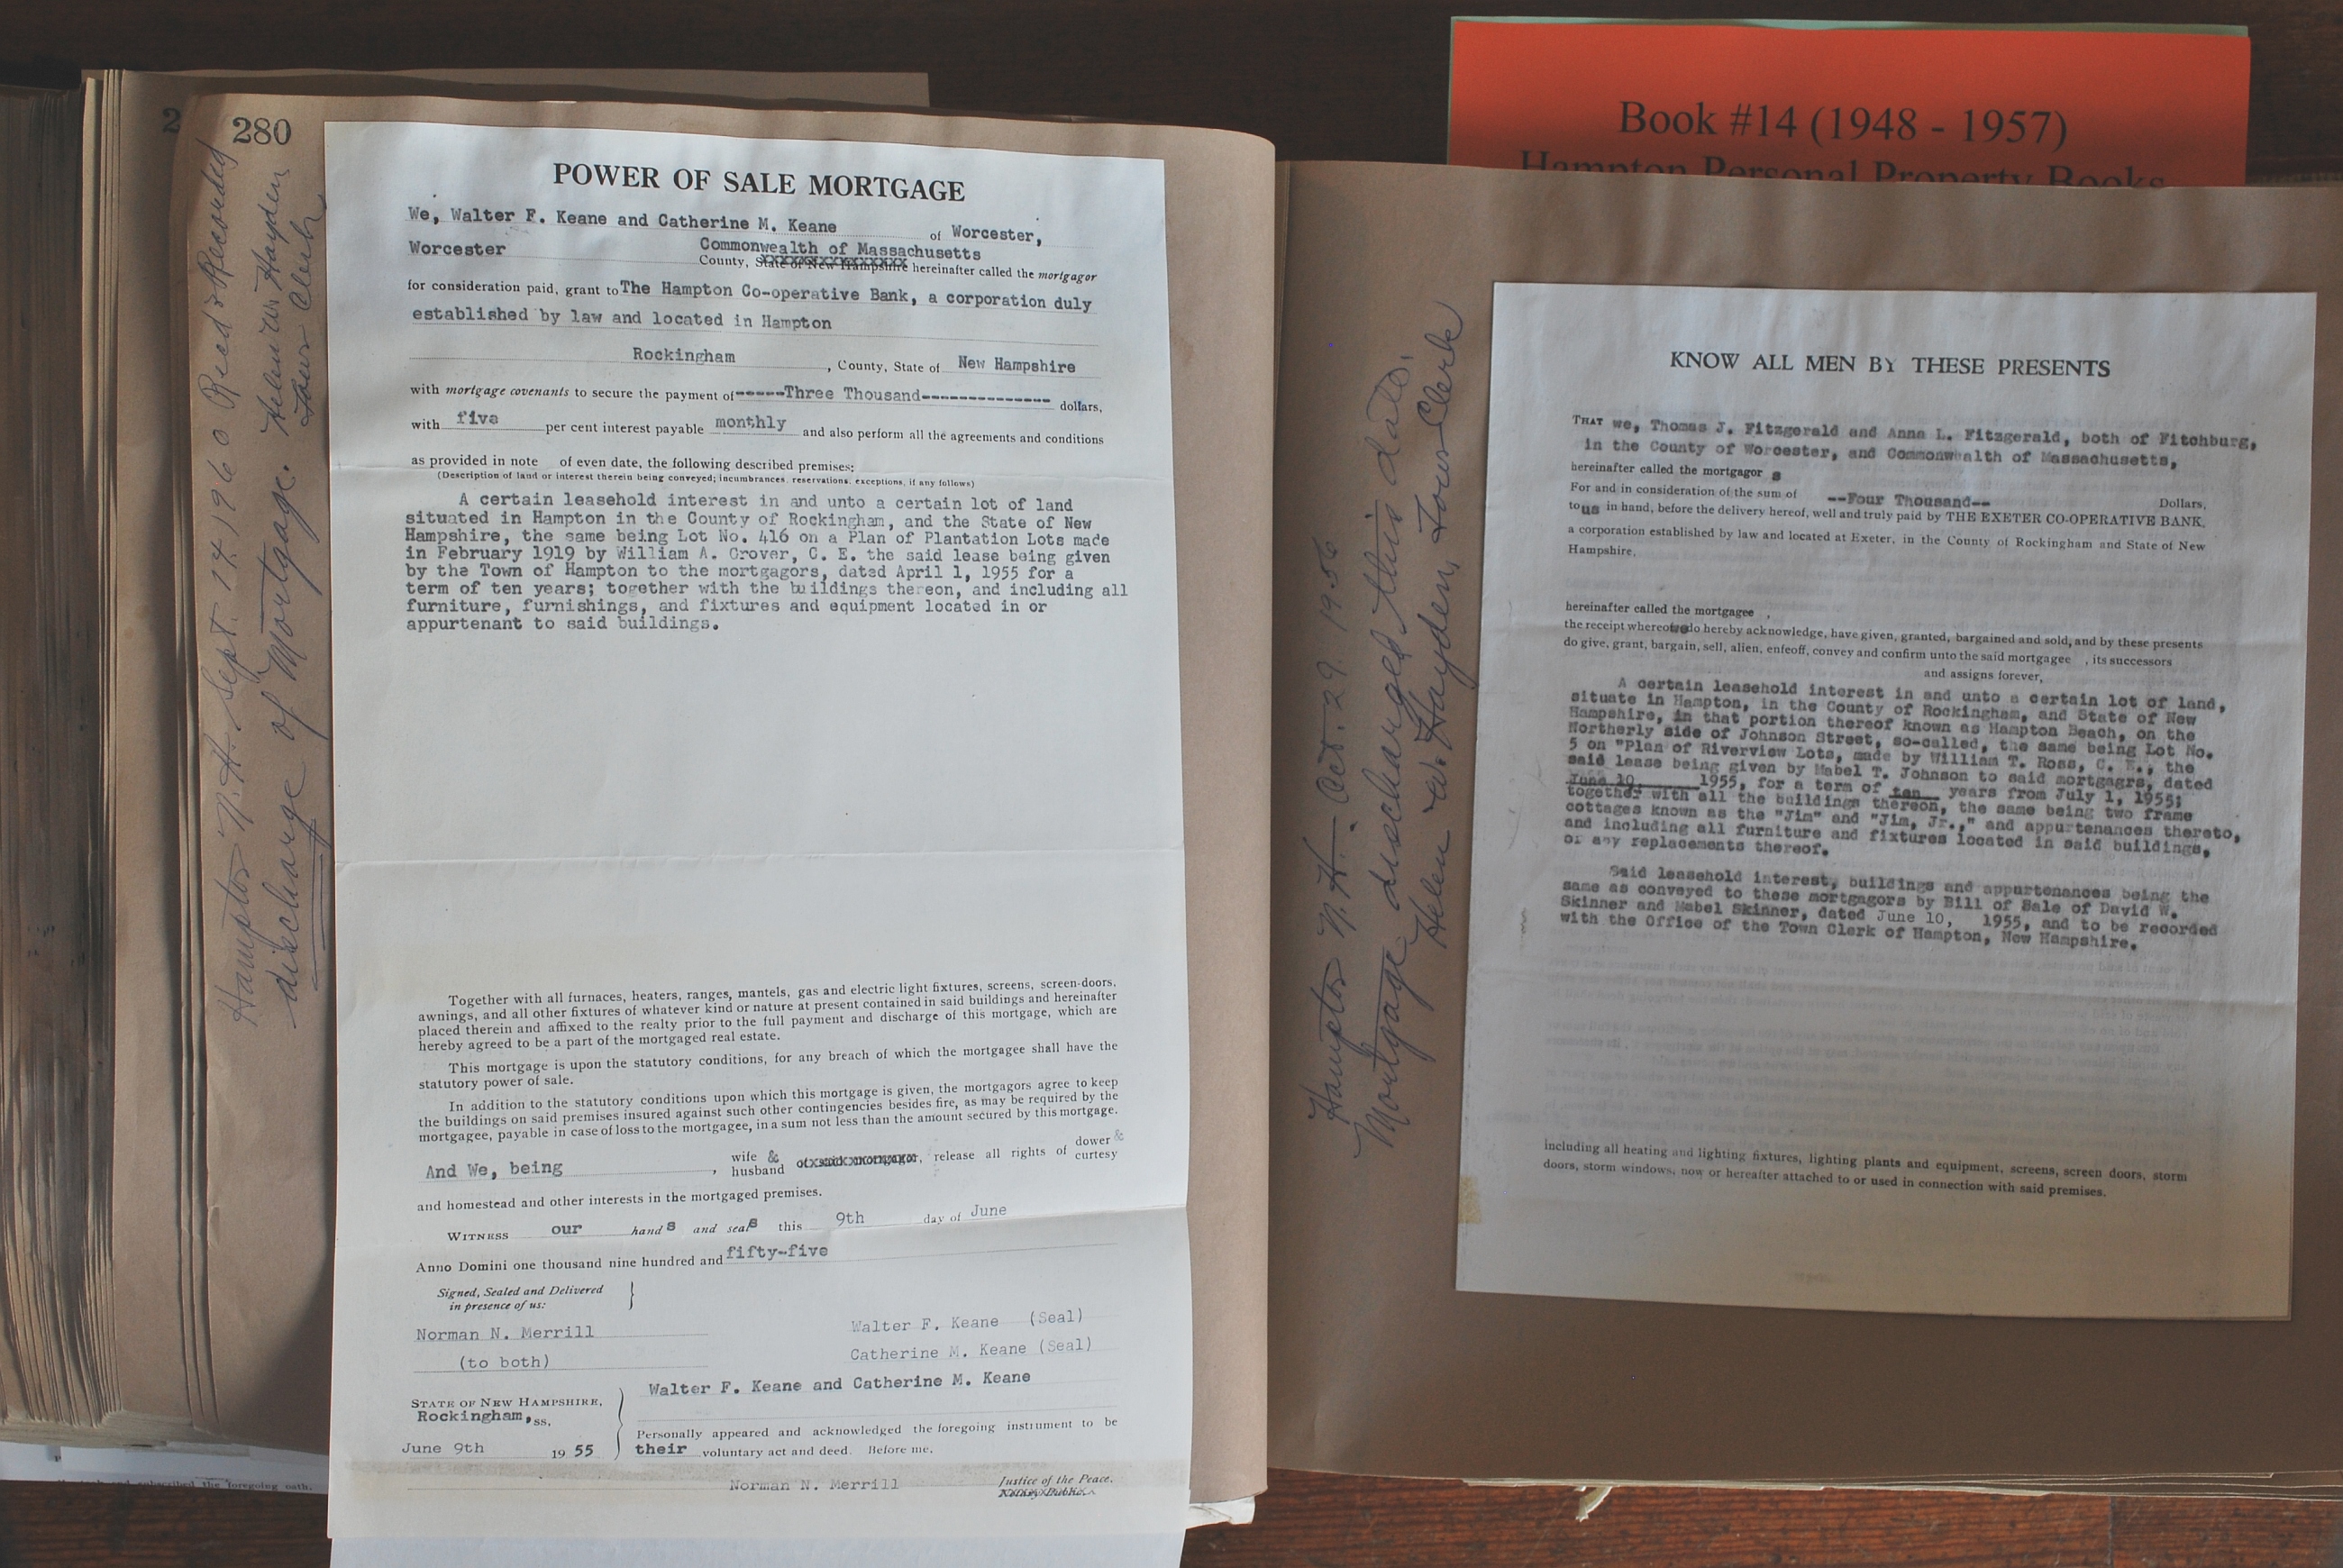 Book #14 (1948 - 1957)
Hampton Personal Property Books
2
280
Hampton N. H. Sept. 14 1960 Rec'd & Recorded
discharge of Mortgage. Helen W. Hayden
Town Clerk
POWER OF SALE MORTGAGE
We, Walter F. Keane and Catherine M. Keane of Worcester,
Worcester Commonwealth of Massachusetts
County, State of New Hampshire hereinafter called the mortgagor
for consideration paid, grant to The Hampton Co-operative Bank, a corporation duly
established by law and located in Hampton
Rockingham , County, State of New Hampshire
with mortgage covenants to secure the payment of-----Three Thousand-------------- dollars,
with five per cent interest payable monthly and also perform all the agreements and conditions
as provided in note of even date, the following described premises:
(Description of land or interest therein being conveyed; incumbrances, reservations, exceptions, if any follows)
A certain leasehold interest in and unto a certain lot of land
situated in Hampton in the County of Rockingham, and the State of New
Hampshire, the same being Lot No. 416 on a Plan of Plantation Lots made
in February 1919 by William A. Grover, C. E. the said lease being given
by the Town of Hampton to the mortgagors, dated April 1, 1955 for a
term of ten years; together with the buildings thereon, and including all
furniture, furnishings, and fixtures and equipment located in or
appurtenant to said buildings.
Together with all furnaces, heaters, ranges, mantels, gas and electric light fixtures, screens, screen-doors,
awnings, and all other fixtures of whatever kind or nature at present contained in said buildings and hereinafter
placed therein and affixed to the realty prior to the full payment and discharge of this mortgage, which are
hereby agreed to be a part of the mortgaged real estate.
This mortgage is upon the statutory conditions, for any breach of which the mortgagee shall have the
statutory power of sale.
In addition to the statutory conditions upon which this mortgage is given, the mortgagors agree to keep
the buildings on said premises insured against such other contingencies besides fire, as may be required by the
mortgagee, payable in case of loss to the mortgagee, in a sum not less than the amount secured by this mortgage.
And We, being , wife & husband of said mortgagor, release all rights of dower & curtesy
and homestead and other interests in the mortgaged premises.
WITNESS our hands and seals this 9th day of June
Anno Domini one thousand nine hundred and fifty-five
Signed, Sealed and Delivered
in presence of us:
Norman N. Merrill Walter F. Keane (Seal)
(to both) Catherine M. Keane (Seal)
Walter F. Keane and Catherine M. Keane
STATE OF NEW HAMPSHIRE,
Rockingham, ss,
Personally appeared and acknowledged the foregoing instrument to be
June 9th 19 55 their voluntary act and deed. Before me,
Norman N. Merrill Justice of the Peace.
Notary Public.
and subscribed the foregoing oath,
Hampton N. H. Oct. 29. 1956
Mortgage discharged this date.
Helen W. Hayden, Town Clerk
KNOW ALL MEN BY THESE PRESENTS
THAT we, Thomas J. Fitzgerald and Anna L. Fitzgerald, both of Fitchburg,
in the County of Worcester, and Commonwealth of Massachusetts,
hereinafter called the mortgagor s
For and in consideration of the sum of --Four Thousand-- Dollars,
to us in hand, before the delivery hereof, well and truly paid by THE EXETER CO-OPERATIVE BANK,
a corporation established by law and located at Exeter, in the County of Rockingham and State of New
Hampshire,
hereinafter called the mortgagee ,
the receipt whereof we do hereby acknowledge, have given, granted, bargained and sold, and by these presents
do give, grant, bargain, sell, alien, enfeoff, convey and confirm unto the said mortgagee , its successors
and assigns forever,
A certain leasehold interest in and unto a certain lot of land,
situate in Hampton, in the County of Rockingham, and State of New
Hampshire, in that portion thereof known as Hampton Beach, on the
Northerly side of Johnson Street, so-called, the same being Lot No.
5 on "Plan of Riverview Lots, made by William T. Ross, C. E., the
said lease being given by Mabel T. Johnson to said mortgagrs, dated
June 10, 1955, for a term of ten years from July 1, 1955;
together with all the buildings thereon, the same being two frame
cottages known as the "Jim" and "Jim, Jr.," and appurtenances thereto,
and including all furniture and fixtures located in said buildings,
or any replacements thereof.
Said leasehold interest, buildings and appurtenances being the
same as conveyed to these mortgagors by Bill of Sale of David W.
Skinner and Mabel Skinner, dated June 10, 1955, and to be recorded
with the Office of the Town Clerk of Hampton, New Hampshire.
including all heating and lighting fixtures, lighting plants and equipment, screens, screen doors, storm
doors, storm windows, now or hereafter attached to or used in connection with said premises.